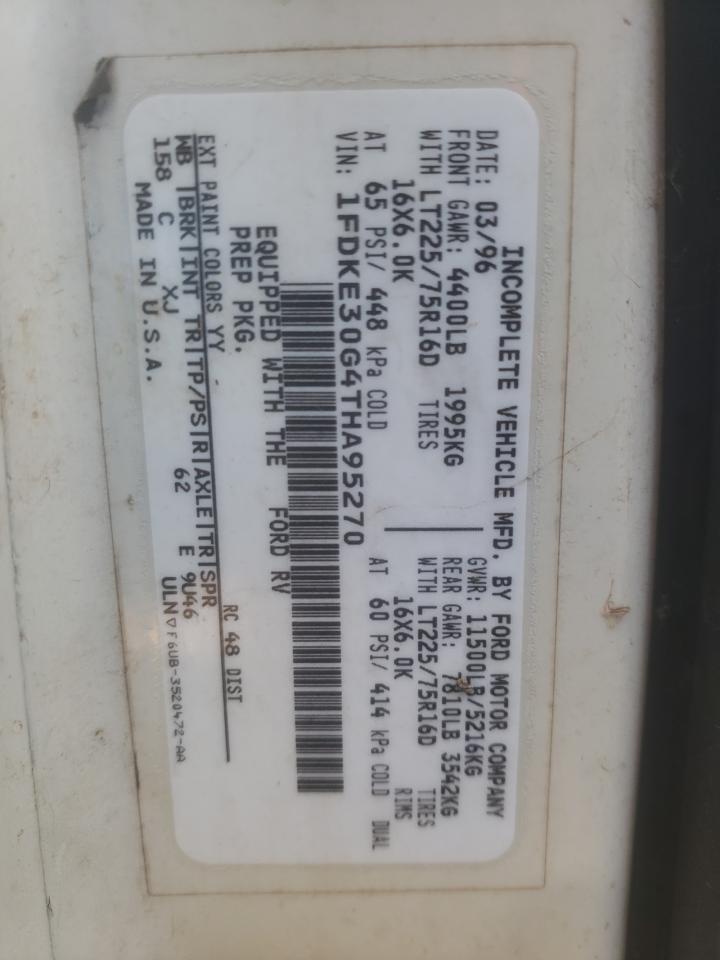 INCOMPLETE VEHICLE MFD. BY FORD MOTOR COMPANY
DATE: 03/96 GVWR: 11500LB/5216KG
FRONT GAWR: 4400LB 1995KG REAR GAWR: 7810LB 3542KG
WITH LT225/75R16D TIRES WITH LT225/75R16D TIRES
16X6.0K 16X6.0K RIMS
AT 65 PSI/ 448 kPa COLD AT 60 PSI/ 414 kPa COLD DUAL
VIN: 1FDKE30G4THA95270
EQUIPPED WITH THE FORD RV
PREP PKG.
EXT PAINT COLORS YY RC 48 DIST
WB |BRK|INT TR|TP/PS|R|AXLE|TR|SPR
158 C XJ 62 E 9U46
MADE IN U.S.A. ULN▽F6UB-3520472-AA